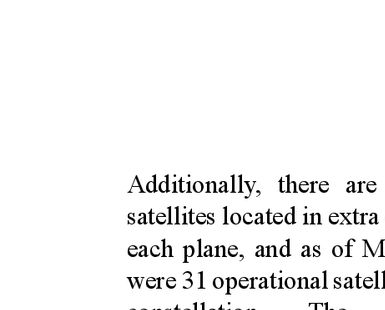 Additionally, there are
satellites located in extra
each plane, and as of M
were 31 operational satell
constellation. The